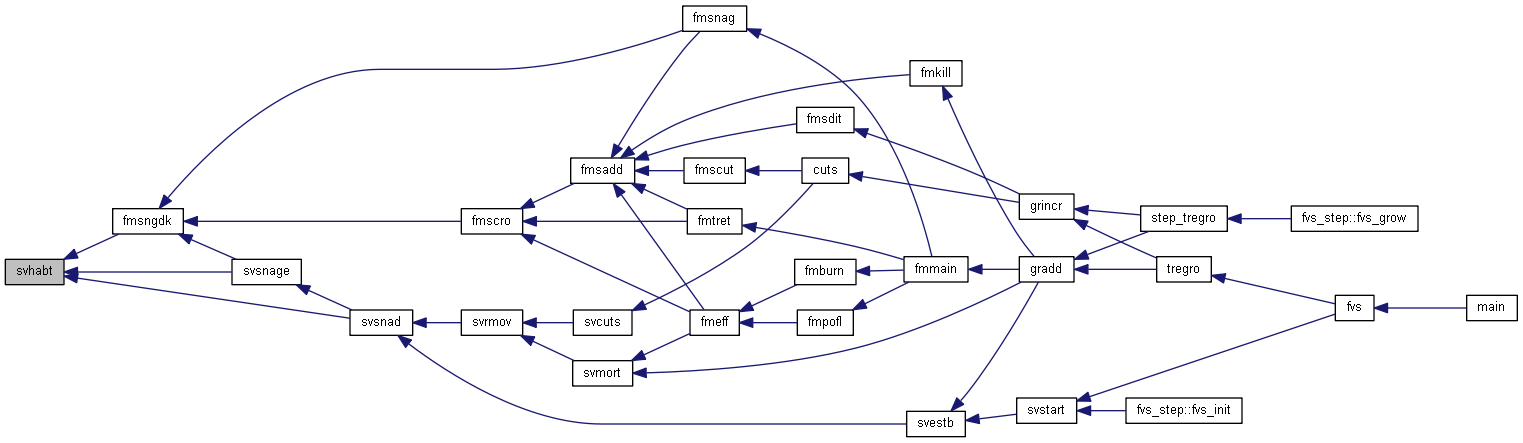 fmsnag
fmkill
fmsdit
fmsadd
fmscut
cuts
grincr
fmsngdk
fmscro
fmtret
step_tregro
fvs_step::fvs_grow
svhabt
svsnage
fmburn
fmmain
gradd
tregro
fvs
main
svsnad
svrmov
svcuts
fmeff
fmpofl
svmort
svestb
svstart
fvs_step::fvs_init